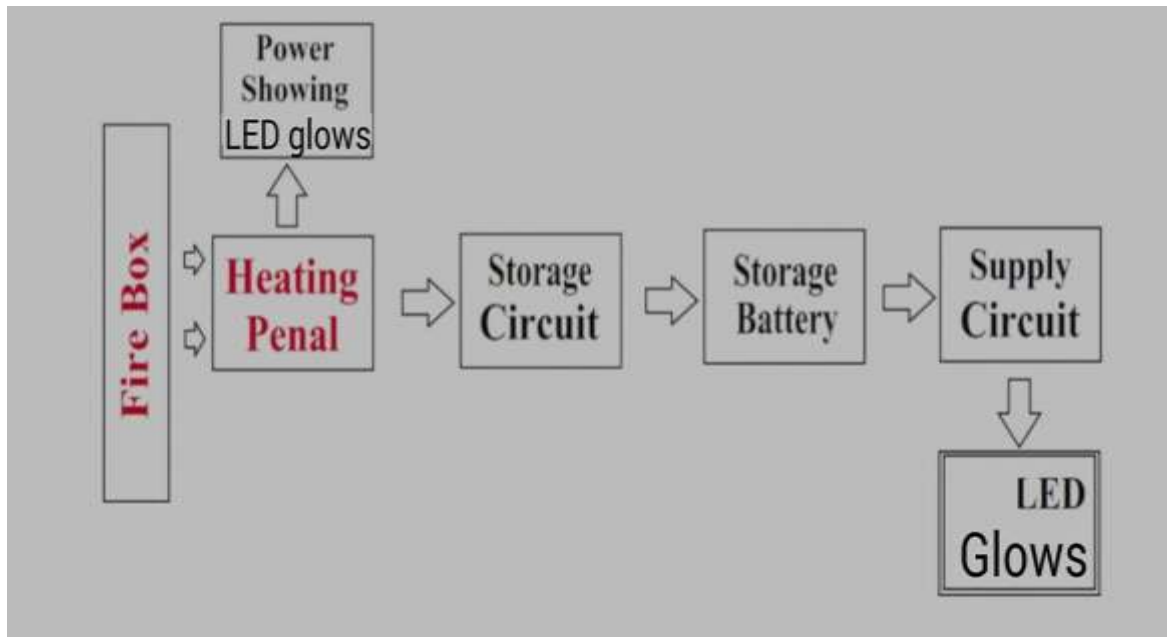 Power
Showing
LED glows
Fire Box
Heating
Penal
Storage
Circuit
Storage
Battery
Supply
Circuit
LED
Glows